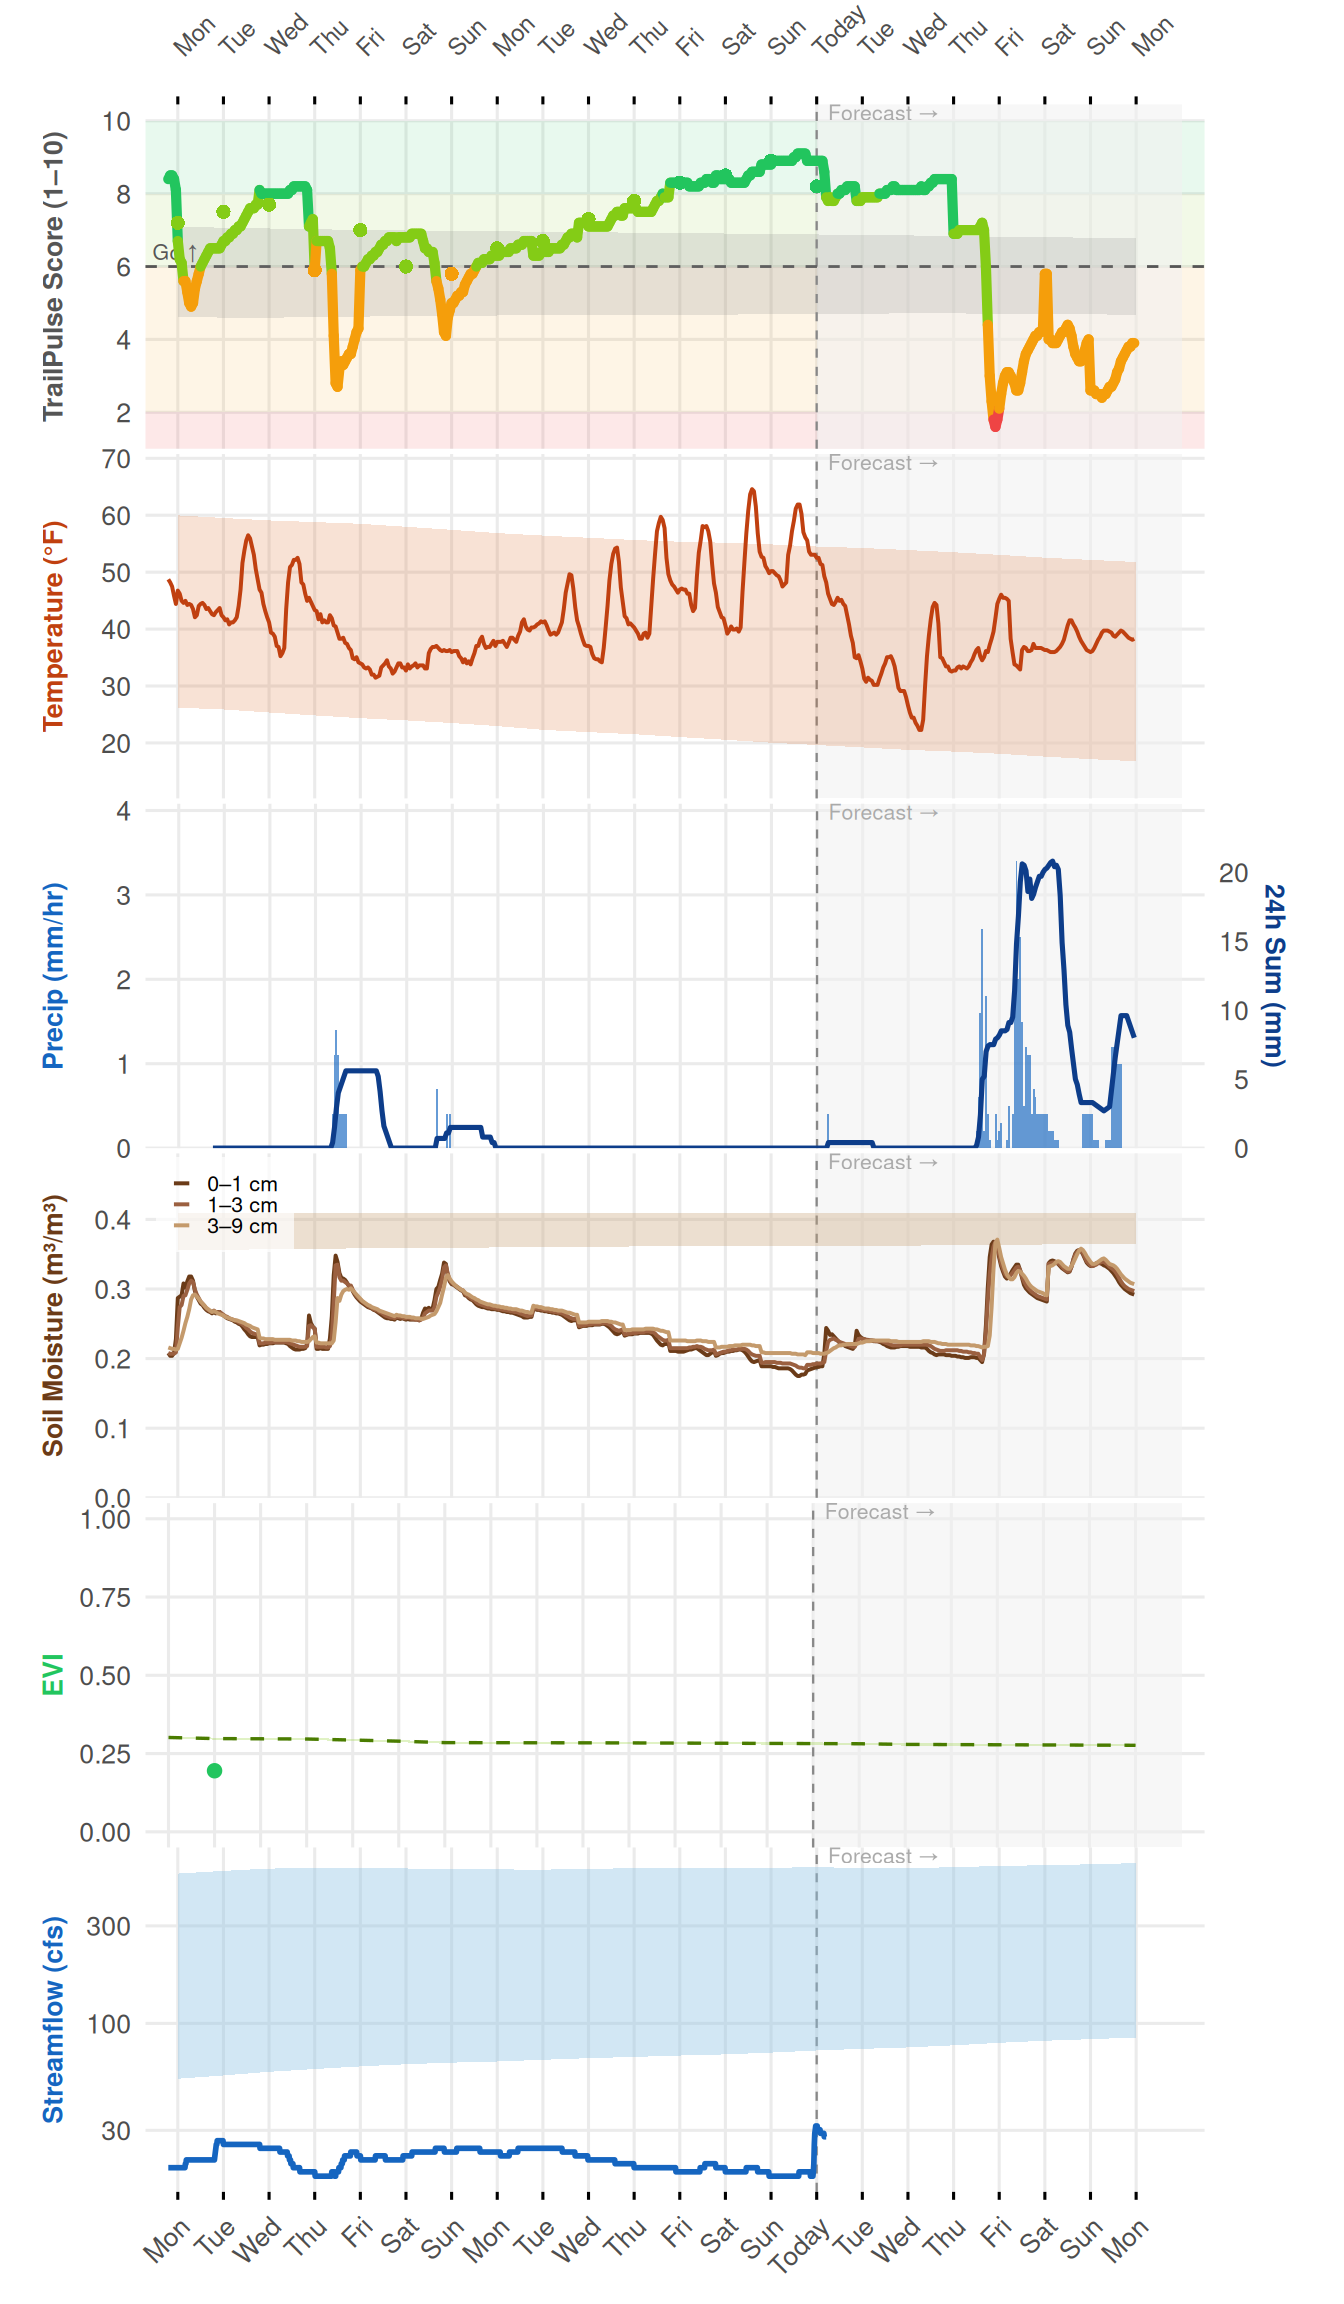 Mon Tue Wed Thu Fri Sat Sun Mon Tue Wed Thu Fri Sat Sun Today Tue Wed Thu Fri Sat Sun Mon
TrailPulse Score (1–10)
10
8
6
4
2
Go ↑
Forecast →
Temperature (°F)
70
60
50
40
30
20
Forecast →
Precip (mm/hr)
4
3
2
1
0
Forecast →
24h Sum (mm)
20
15
10
5
0
Soil Moisture (m³/m³)
0.4
0.3
0.2
0.1
0.0
0–1 cm
1–3 cm
3–9 cm
Forecast →
EVI
1.00
0.75
0.50
0.25
0.00
Forecast →
Streamflow (cfs)
300
100
30
Forecast →
Mon Tue Wed Thu Fri Sat Sun Mon Tue Wed Thu Fri Sat Sun Today Tue Wed Thu Fri Sat Sun Mon